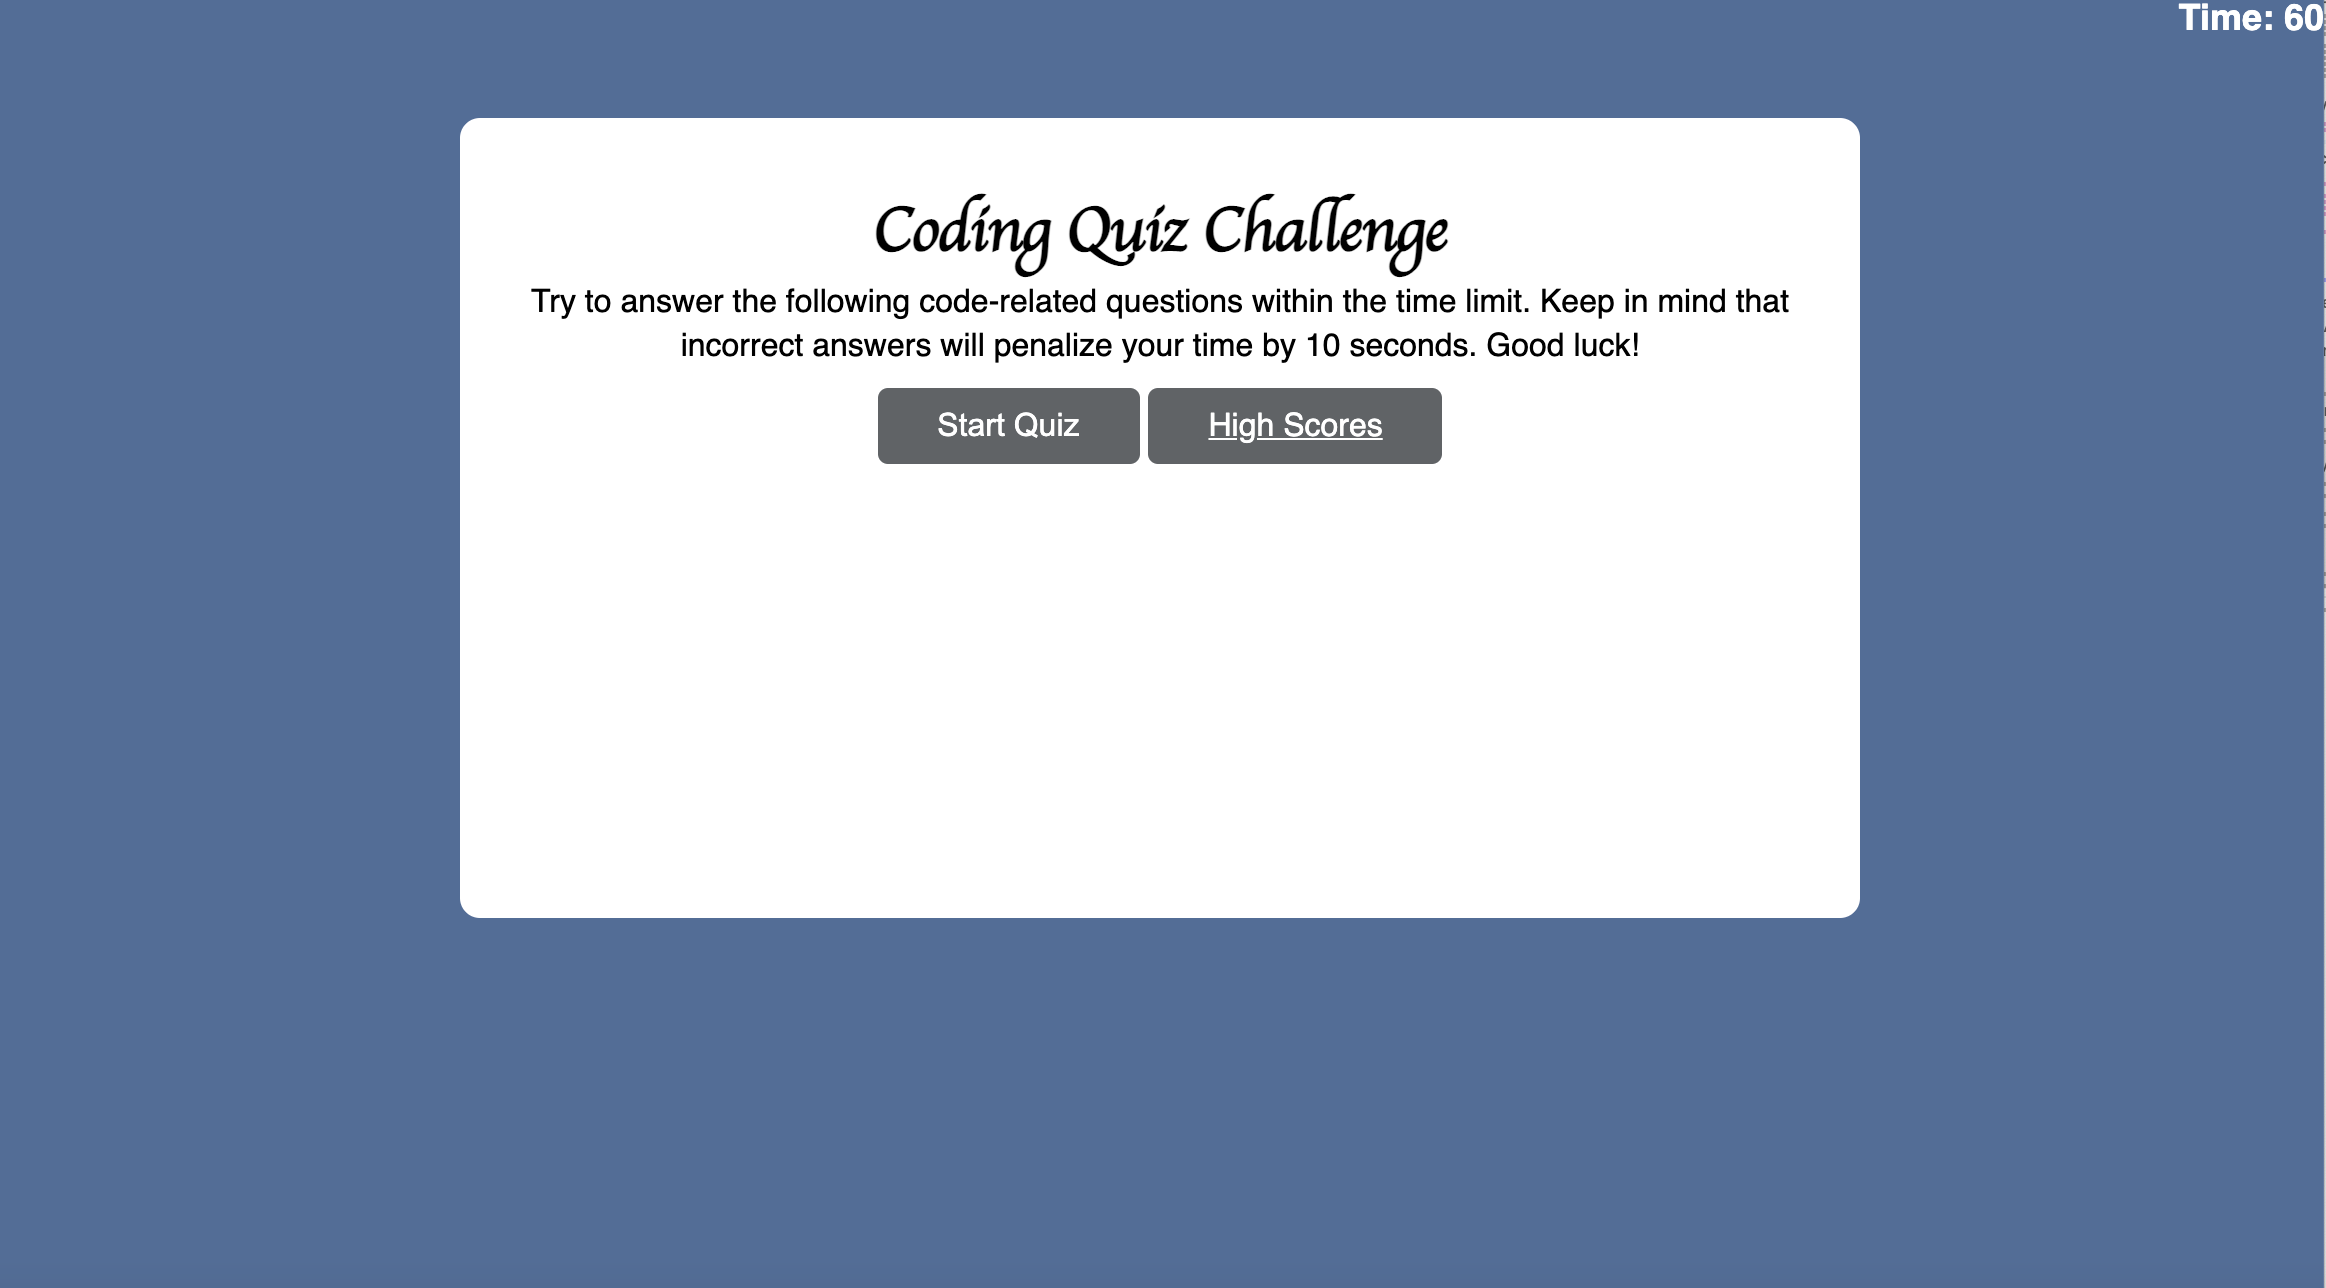 Time: 60
Coding Quiz Challenge
Try to answer the following code-related questions within the time limit. Keep in mind that
incorrect answers will penalize your time by 10 seconds. Good luck!
Start Quiz
High Scores